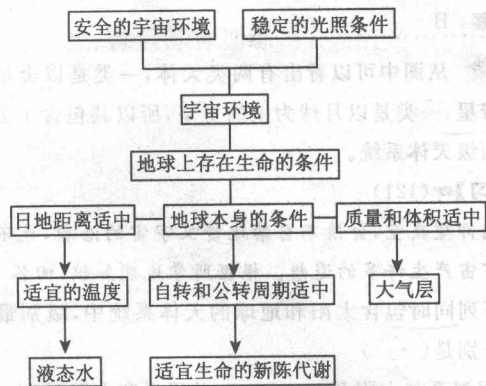 安全的宇宙环境 稳定的光照条件
宇宙环境
地球上存在生命的条件
日地距离适中 地球本身的条件 质量和体积适中
适宜的温度 自转和公转周期适中 大气层
液态水 适宜生命的新陈代谢